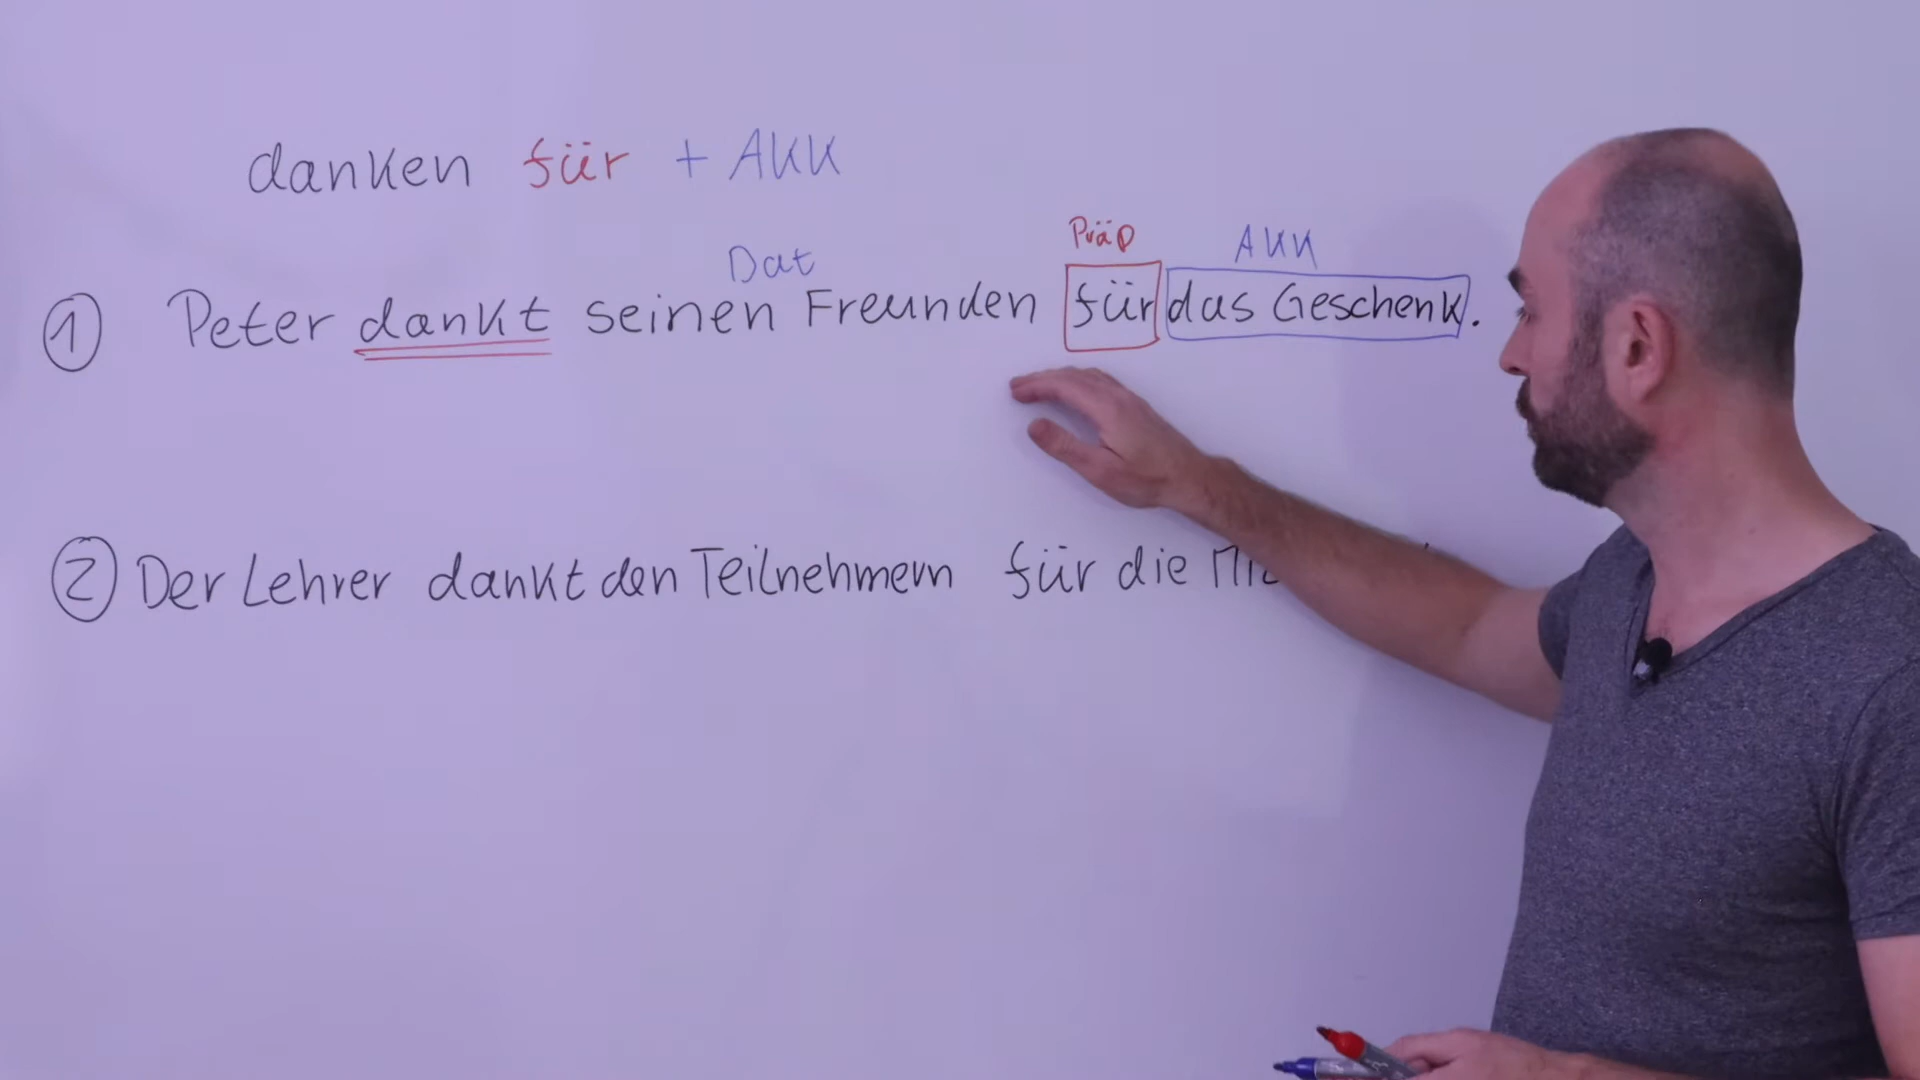 danken für + AKK
Präp
Dat AKK
① Peter dankt seinen Freunden für das Geschenk.
② Der Lehrer dankt den Teilnehmern für die